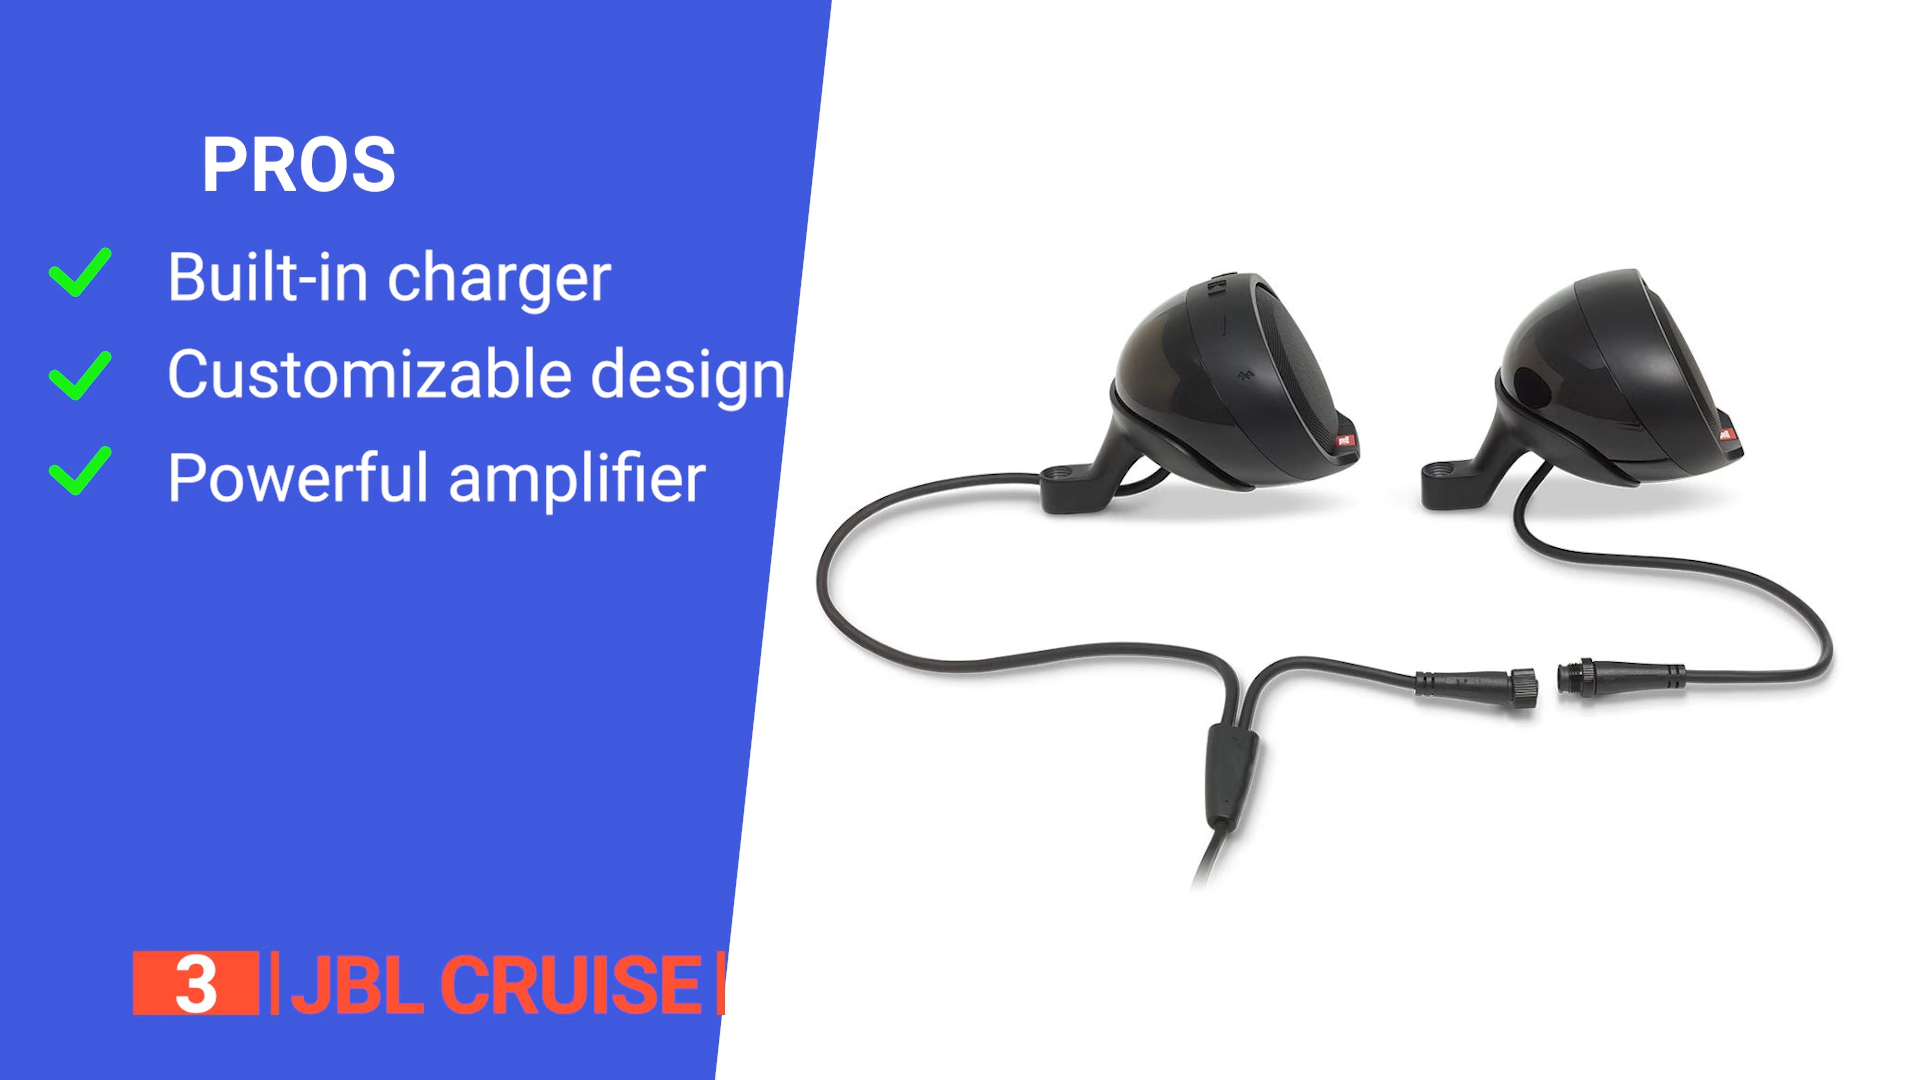 PROS
Built-in charger
Customizable design
Powerful amplifier
3 JBL CRUISE